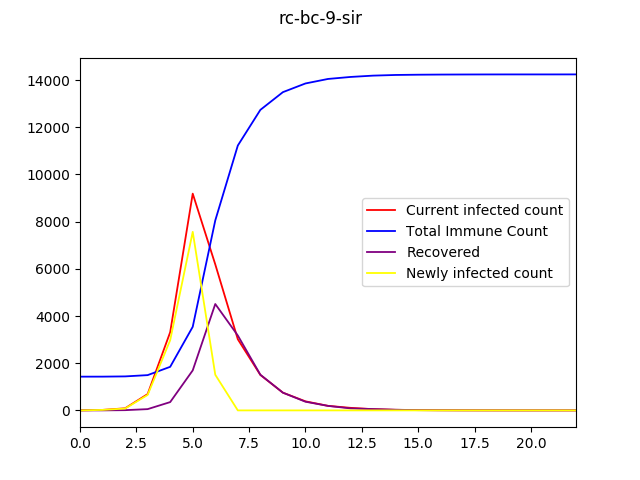 rc-bc-9-sir
14000
12000
10000
8000
6000
4000
2000
0
Current infected count
Total Immune Count
Recovered
Newly infected count
0.0 2.5 5.0 7.5 10.0 12.5 15.0 17.5 20.0